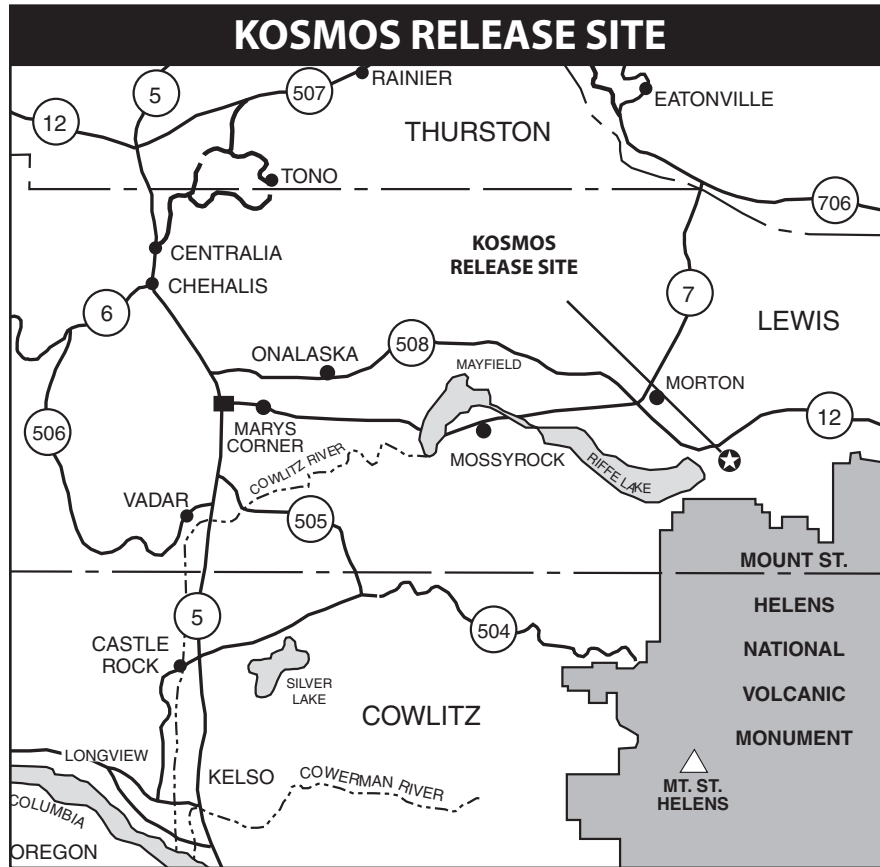 KOSMOS RELEASE SITE
5
507
RAINIER
EATONVILLE
12
THURSTON
TONO
706
KOSMOS
RELEASE SITE
CENTRALIA
CHEHALIS
7
6
LEWIS
508
ONALASKA
MAYFIELD
MORTON
12
506
MARYS
CORNER
MOSSYROCK
COWLITZ RIVER
RIFFE LAKE
VADAR
505
MOUNT ST.
HELENS
NATIONAL
VOLCANIC
MONUMENT
5
504
CASTLE
ROCK
SILVER
LAKE
COWLITZ
LONGVIEW
KELSO
COWERMAN RIVER
MT. ST.
HELENS
COLUMBIA
OREGON